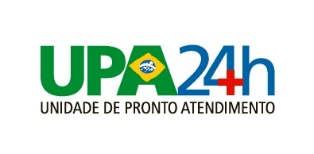 UPA24h
UNIDADE DE PRONTO ATENDIMENTO